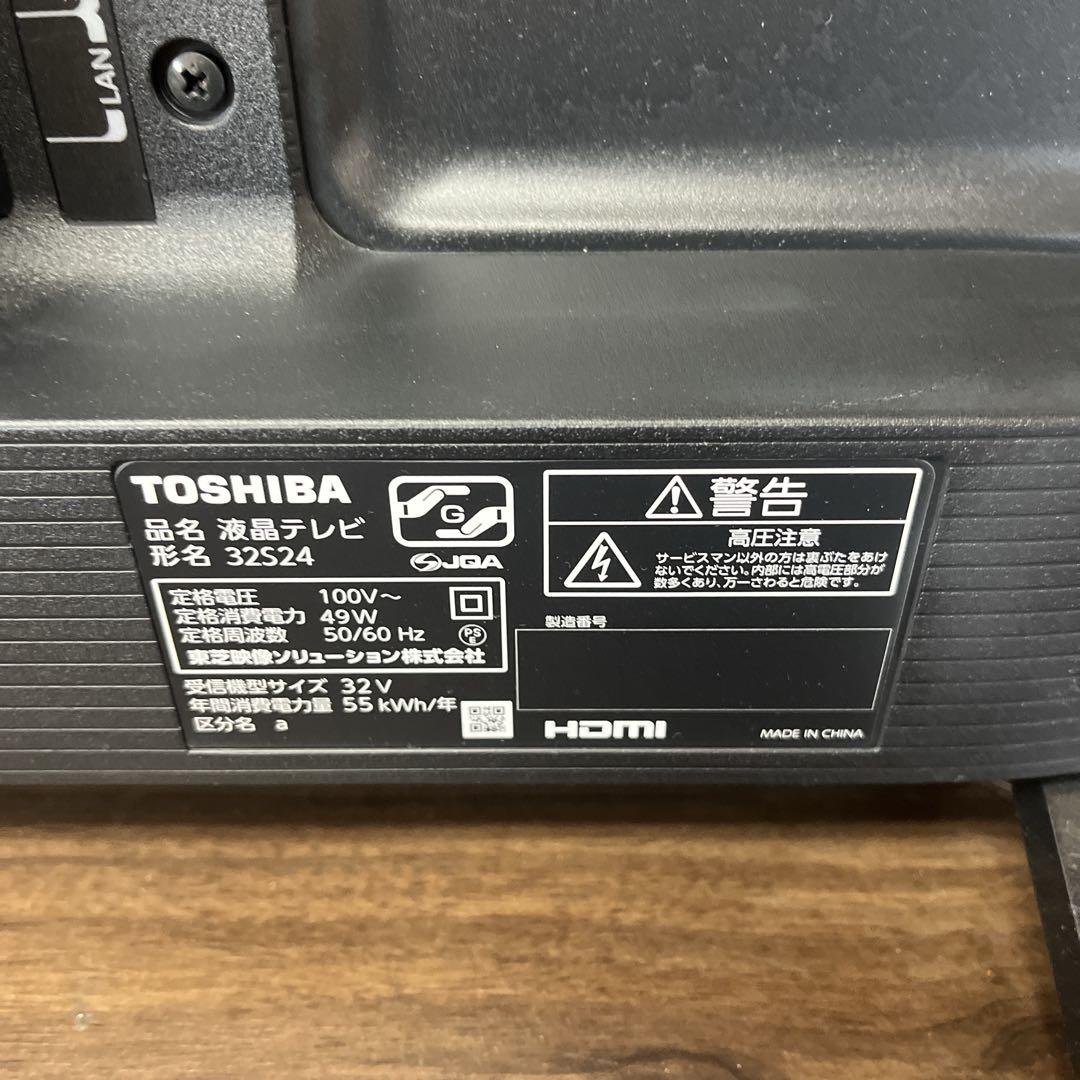 LAN
TOSHIBA
品名 液晶テレビ
形名 32S24
G
JQA
定格電圧 100V～
定格消費電力 49W
定格周波数 50/60 Hz
PS
E
東芝映像ソリューション株式会社
受信機型サイズ 32V
年間消費電力量 55 kWh/年
区分名 a
警告
高圧注意
サービスマン以外の方は裏ぶたをあけ
ないでください。内部には高電圧部分が
数多くあり、万一さわると危険です。
製造番号
HDMI
MADE IN CHINA